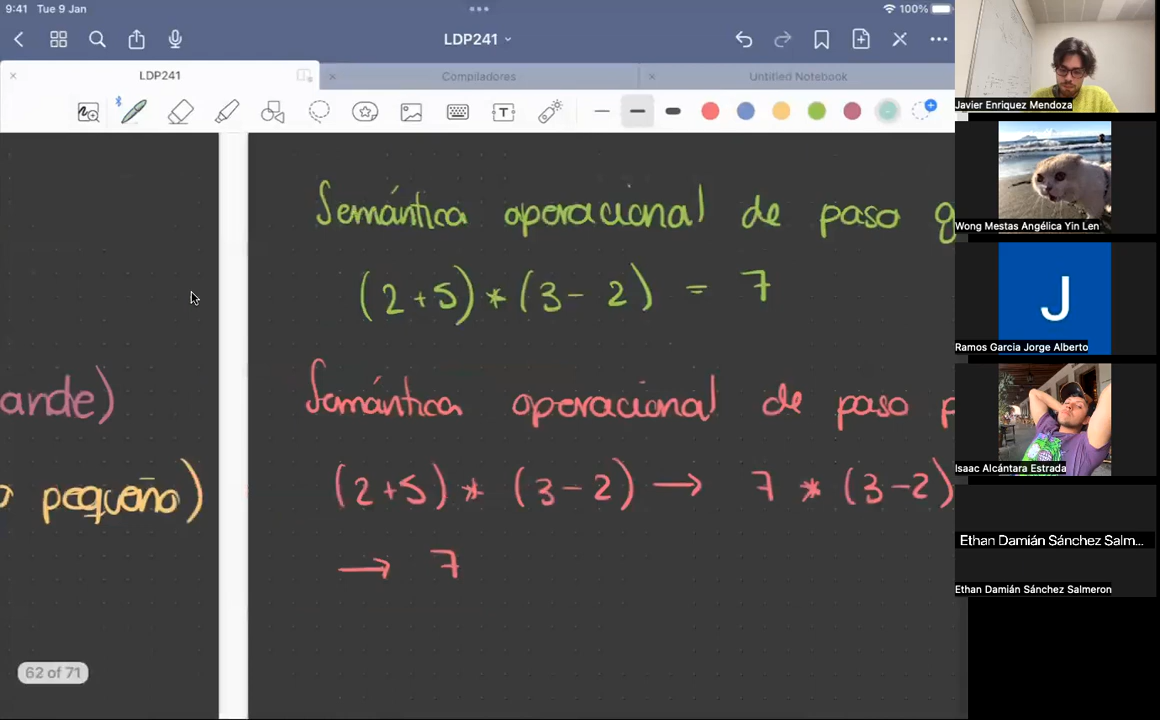 9:41 Tue 9 Jan
100%
LDP241
LDP241
Compiladores
Untitled Notebook
T
Semántica operacional de paso g
(2+5) * (3 - 2) = 7
ande)
Semántica operacional de paso p
o pequeño)
(2+5) * (3-2) → 7 * (3-2)
→ 7
62 of 71
Javier Enriquez Mendoza
Wong Mestas Angélica Yin Len
J
Ramos Garcia Jorge Alberto
Isaac Alcántara Estrada
Ethan Damián Sánchez Salm...
Ethan Damián Sánchez Salmeron